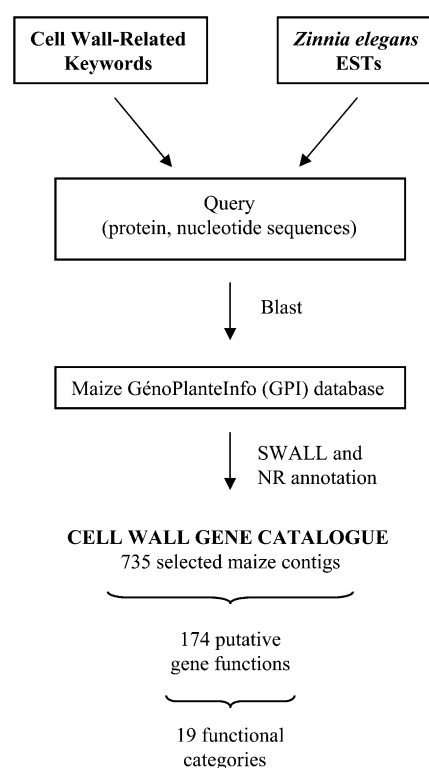 Cell Wall-Related
Keywords
Zinnia elegans
ESTs
Query
(protein, nucleotide sequences)
Blast
Maize GénoPlanteInfo (GPI) database
SWALL and
NR annotation
CELL WALL GENE CATALOGUE
735 selected maize contigs
174 putative
gene functions
19 functional
categories